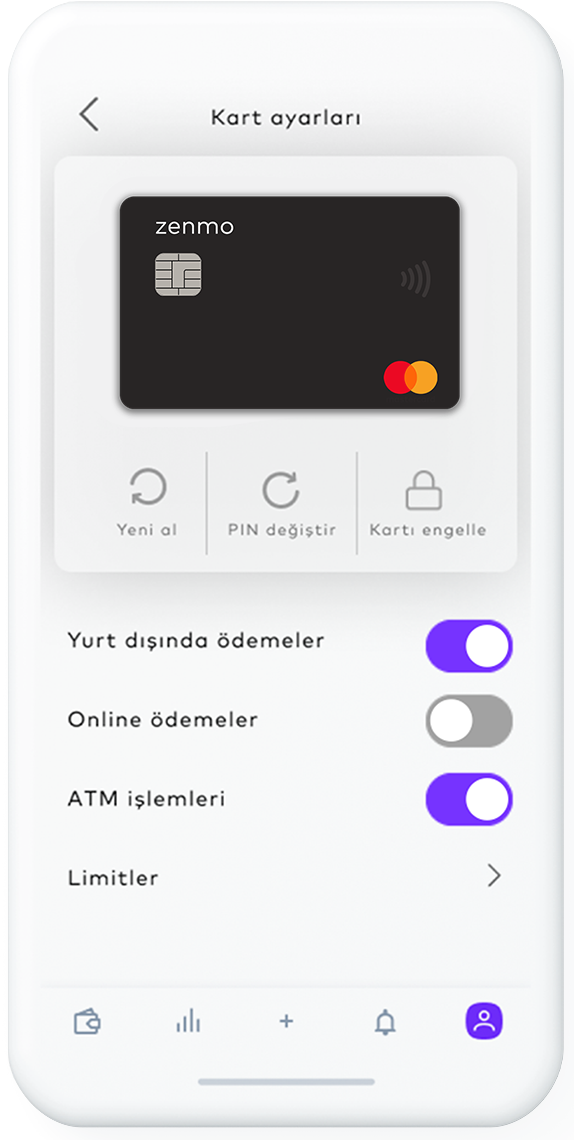 Kart ayarları
zenmo
Yeni al
PIN değiştir
Kartı engelle
Yurt dışında ödemeler
Online ödemeler
ATM işlemleri
Limitler